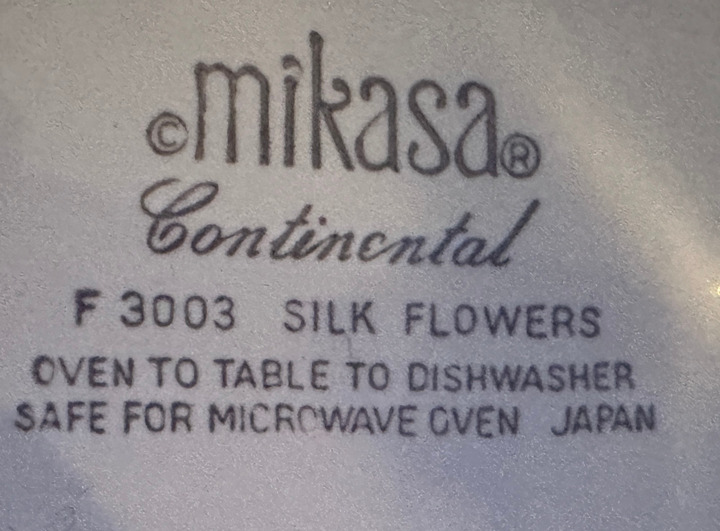 ©mikasa®
Continental
F 3003 SILK FLOWERS
OVEN TO TABLE TO DISHWASHER
SAFE FOR MICROWAVE OVEN JAPAN